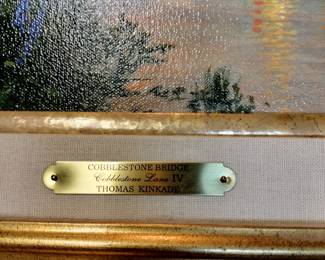 COBBLESTONE BRIDGE
Cobblestone Lane IV
THOMAS KINKADE